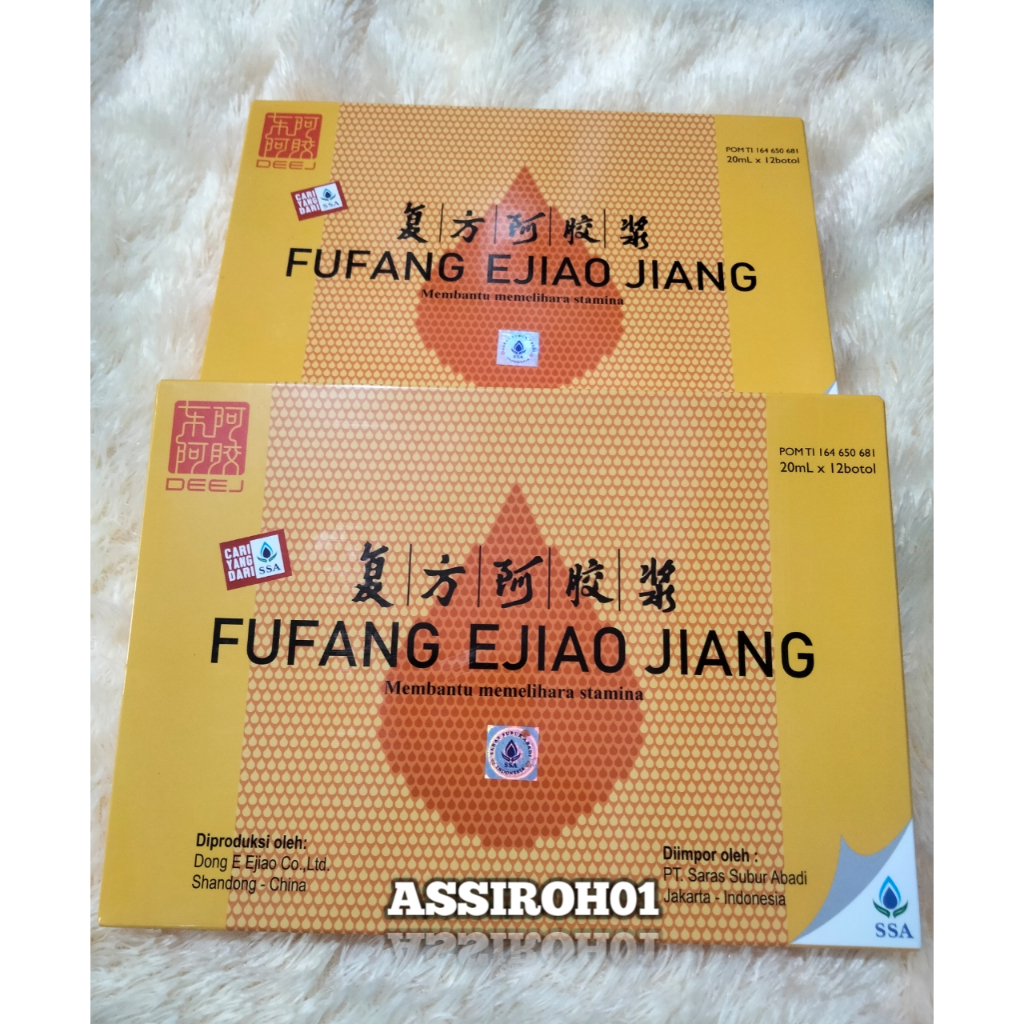 东阿
阿胶
DEEJ
POM TI 164 650 681
20mL x 12botol
CARI
YANG
DARI
SSA
复方阿胶浆
FUFANG EJIAO JIANG
Membantu memelihara stamina
SSA
东阿
阿胶
DEEJ
POM TI 164 650 681
20mL x 12botol
CARI
YANG
DARI
SSA
复方阿胶浆
FUFANG EJIAO JIANG
Membantu memelihara stamina
SSA
Diproduksi oleh:
Dong E Ejiao Co.,Ltd.
Shandong - China
Diimpor oleh :
PT. Saras Subur Abadi
Jakarta - Indonesia
ASSIROH01
SSA